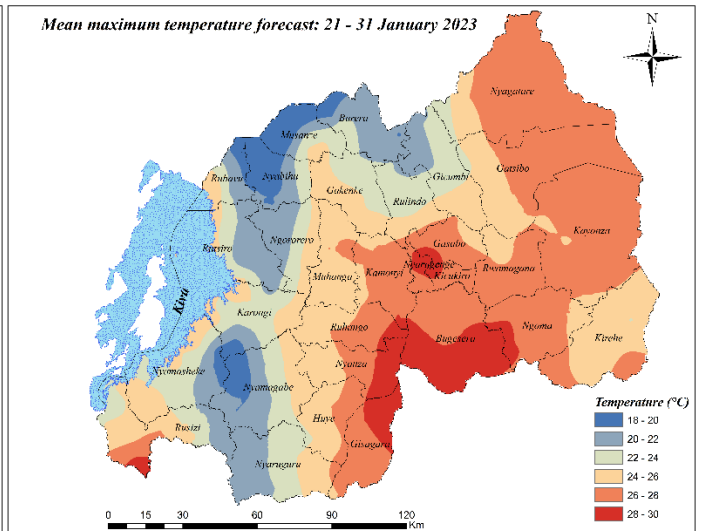 Mean maximum temperature forecast: 21 - 31 January 2023
N
Nyagatare
Burera
Musanze
Rubavu
Nyabihu
Gakenke
Gicumbi
Gatsibo
Rulindo
Kayonza
Rutsiro
Ngororero
Gasabo
Nyarugenge
Kicukiro
Rwamagana
Muhanga
Kamonyi
Kivu
Karongi
Ruhango
Bugesera
Ngoma
Kirehe
Nyamasheke
Nyamagabe
Nyanza
Huye
Rusizi
Gisagara
Nyaruguru
Temperature (°C)
18 - 20
20 - 22
22 - 24
24 - 26
26 - 28
28 - 30
0 15 30 60 90 120
Km